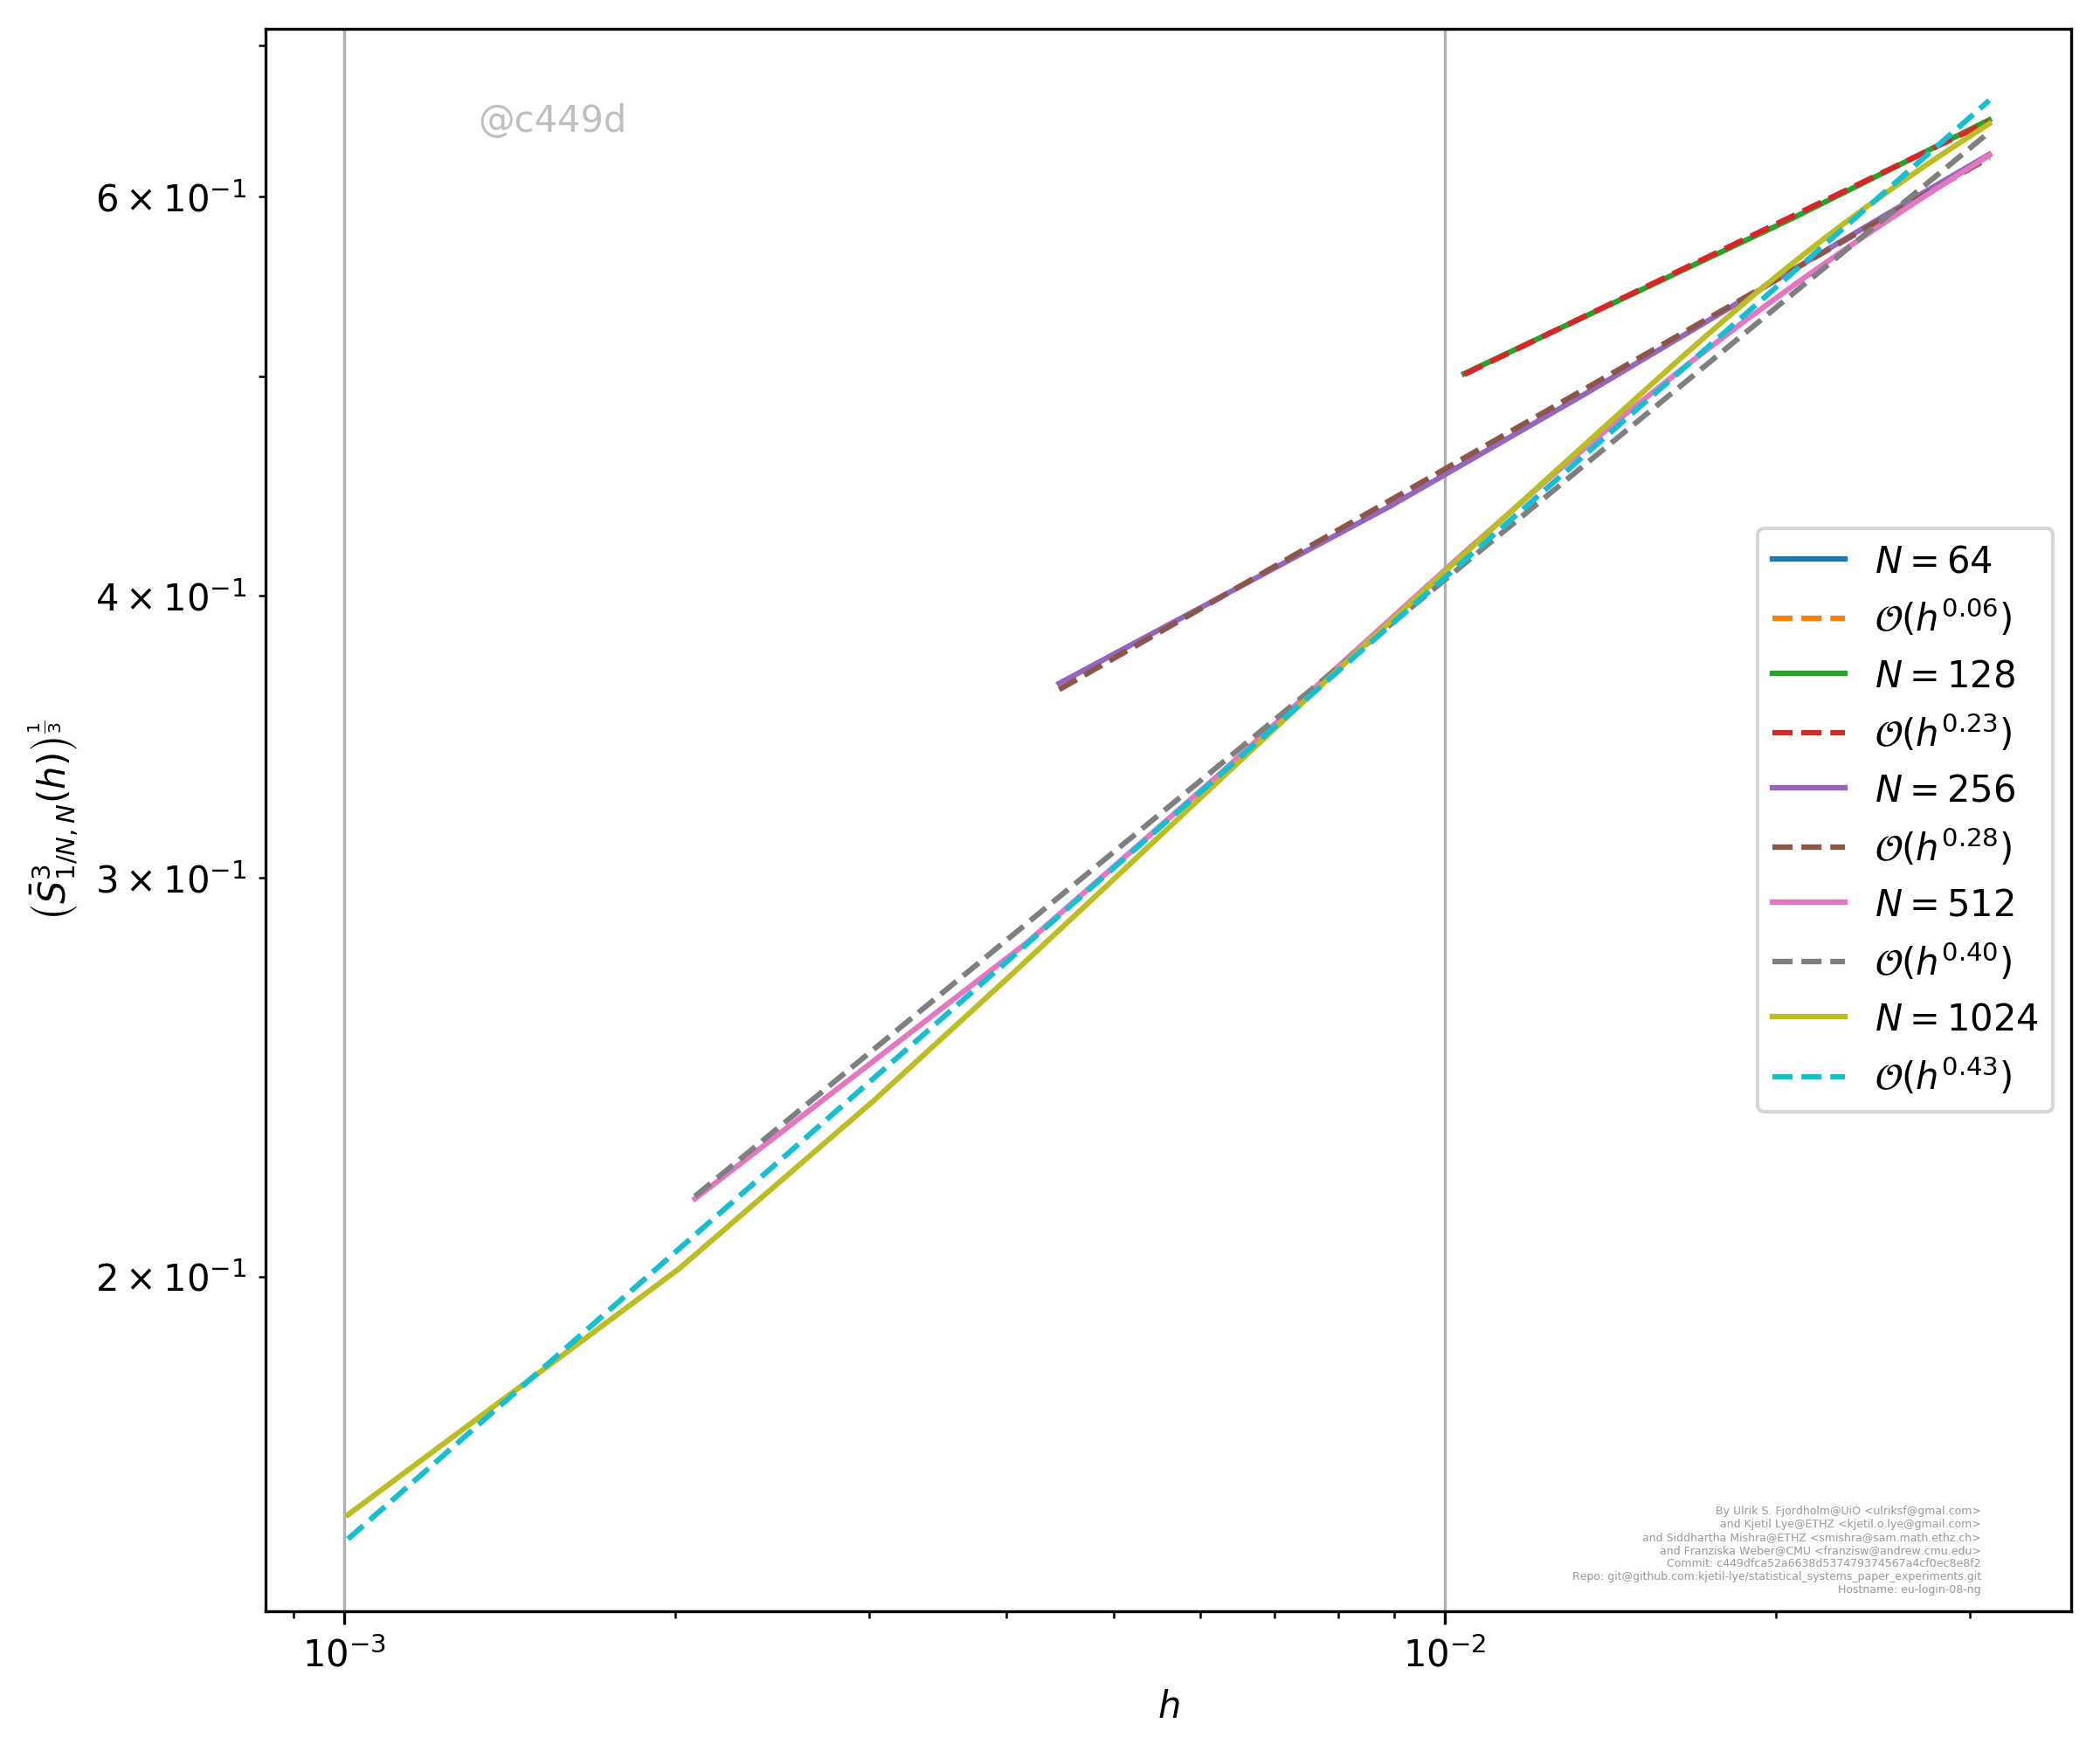 @c449d
6 × 10⁻¹
4 × 10⁻¹
3 × 10⁻¹
2 × 10⁻¹
(S̄³₁/N, N(h))^(1/3)
10⁻³
10⁻²
h
N = 64
𝒪(h^0.06)
N = 128
𝒪(h^0.23)
N = 256
𝒪(h^0.28)
N = 512
𝒪(h^0.40)
N = 1024
𝒪(h^0.43)
By Ulrik S. Fjordholm@UiO <ulriksf@gmal.com>
and Kjetil Lye@ETHZ <kjetil.o.lye@gmail.com>
and Siddhartha Mishra@ETHZ <smishra@sam.math.ethz.ch>
and Franziska Weber@CMU <franzisw@andrew.cmu.edu>
Commit: c449dfca52a6638d537479374567a4cf0ec8e8f2
Repo: git@github.com:kjetil-lye/statistical_systems_paper_experiments.git
Hostname: eu-login-08-ng